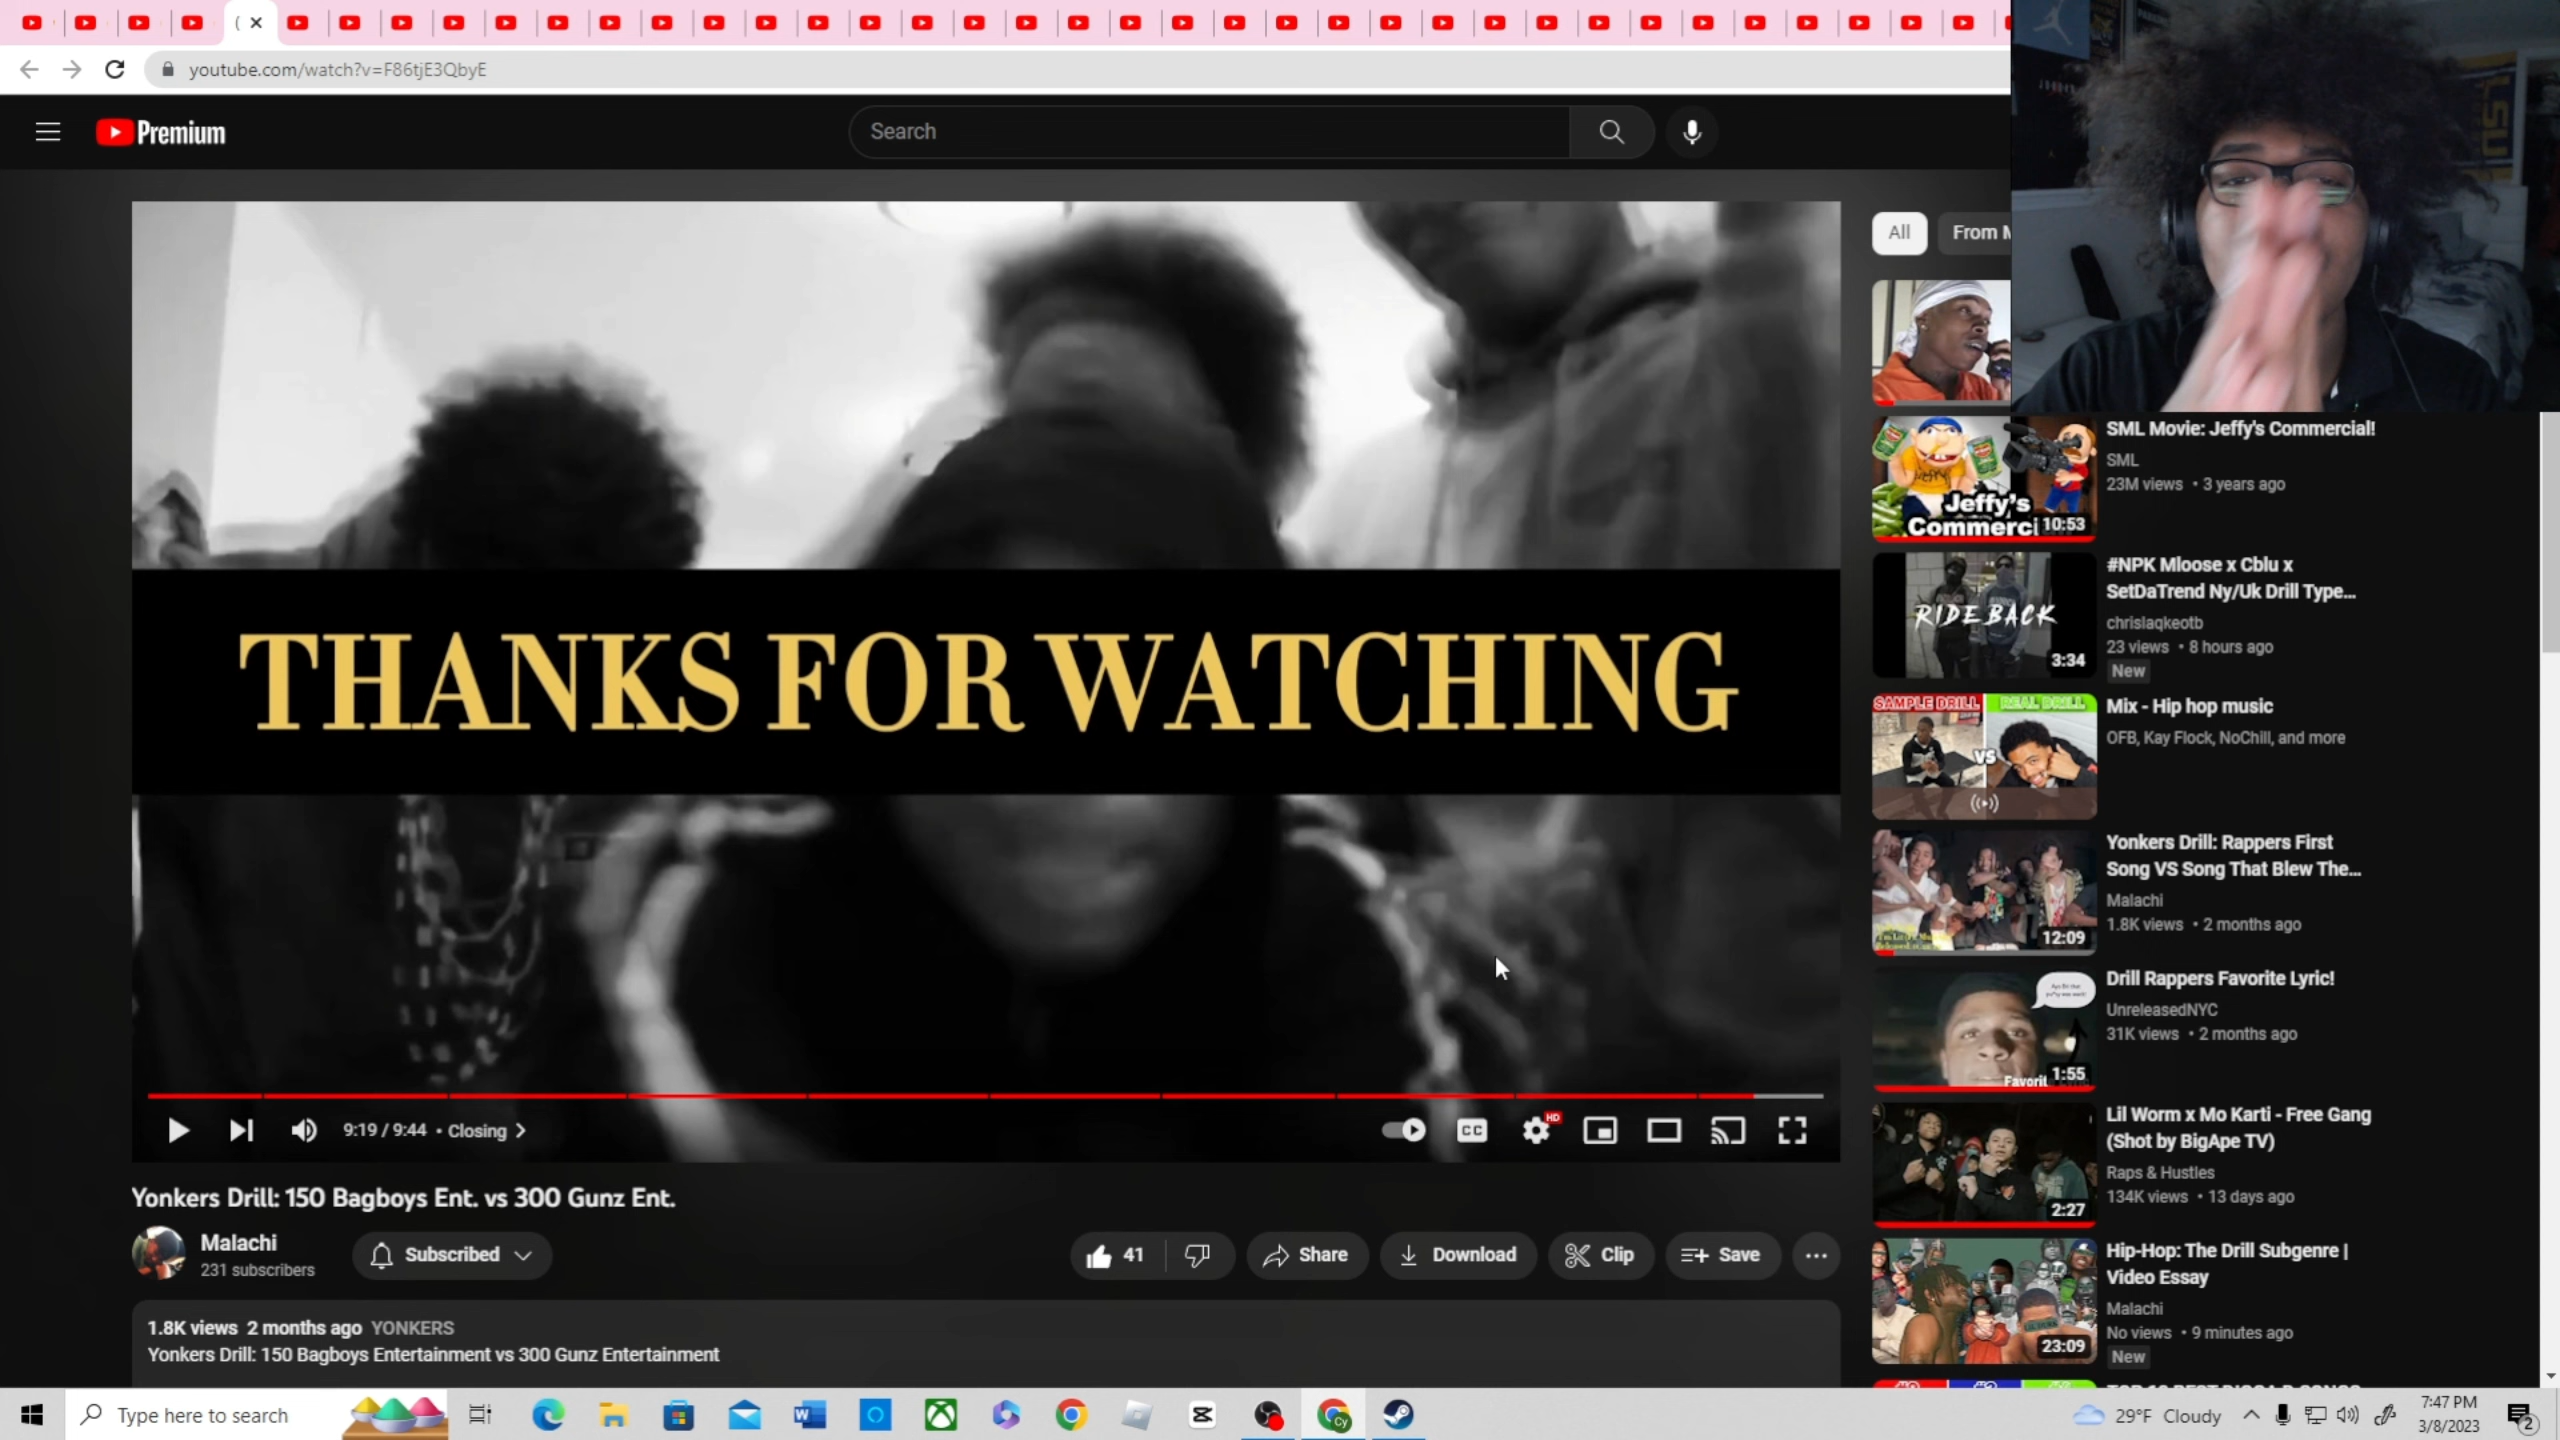 youtube.com/watch?v=F86tjE3QbyE
Premium
Search
All
From
THANKS FOR WATCHING
9:19 / 9:44 • Closing
CC
HD
Yonkers Drill: 150 Bagboys Ent. vs 300 Gunz Ent.
Malachi
231 subscribers
Subscribed
41
Share
Download
Clip
Save
1.8K views 2 months ago YONKERS
Yonkers Drill: 150 Bagboys Entertainment vs 300 Gunz Entertainment
Jeffy's
Commerci
10:53
SML Movie: Jeffy's Commercial!
SML
23M views • 3 years ago
RIDE BACK
3:34
#NPK Mloose x Cblu x
SetDaTrend Ny/Uk Drill Type...
chrislaqkeotb
23 views • 8 hours ago
New
SAMPLE DRILL
REAL DRILL
VS
Mix - Hip hop music
OFB, Kay Flock, NoChill, and more
12:09
Yonkers Drill: Rappers First
Song VS Song That Blew The...
Malachi
1.8K views • 2 months ago
Favorit
1:55
Drill Rappers Favorite Lyric!
UnreleasedNYC
31K views • 2 months ago
2:27
Lil Worm x Mo Karti - Free Gang
(Shot by BigApe TV)
Raps & Hustles
134K views • 13 days ago
23:09
Hip-Hop: The Drill Subgenre |
Video Essay
Malachi
No views • 9 minutes ago
New
Type here to search
Cy
29°F Cloudy
7:47 PM
3/8/2023
2